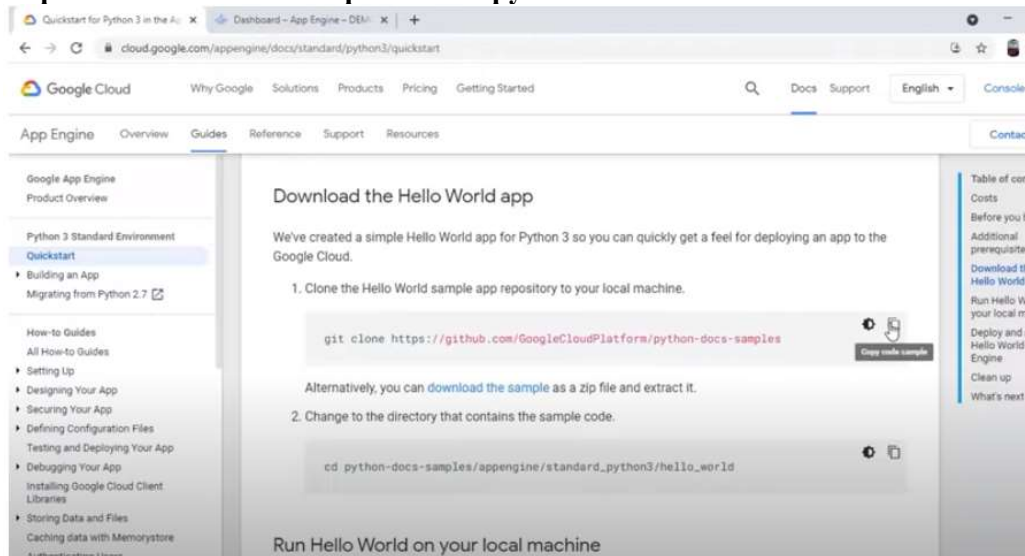 Quickstart for Python 3 in the Ap
Dashboard – App Engine – DEM
cloud.google.com/appengine/docs/standard/python3/quickstart
Google Cloud
Why Google Solutions Products Pricing Getting Started
Docs Support English Console
App Engine Overview Guides Reference Support Resources
Contac
Google App Engine
Product Overview
Python 3 Standard Environment
Quickstart
Building an App
Migrating from Python 2.7
How-to Guides
All How-to Guides
Setting Up
Designing Your App
Securing Your App
Defining Configuration Files
Testing and Deploying Your App
Debugging Your App
Installing Google Cloud Client
Libraries
Storing Data and Files
Caching data with Memorystore
Download the Hello World app
We've created a simple Hello World app for Python 3 so you can quickly get a feel for deploying an app to the
Google Cloud.
1. Clone the Hello World sample app repository to your local machine.
git clone https://github.com/GoogleCloudPlatform/python-docs-samples
Copy code sample
Alternatively, you can download the sample as a zip file and extract it.
2. Change to the directory that contains the sample code.
cd python-docs-samples/appengine/standard_python3/hello_world
Run Hello World on your local machine
Table of con
Costs
Before you b
Additional
prerequisite
Download th
Hello World
Run Hello W
your local m
Deploy and
Hello World
Engine
Clean up
What's next